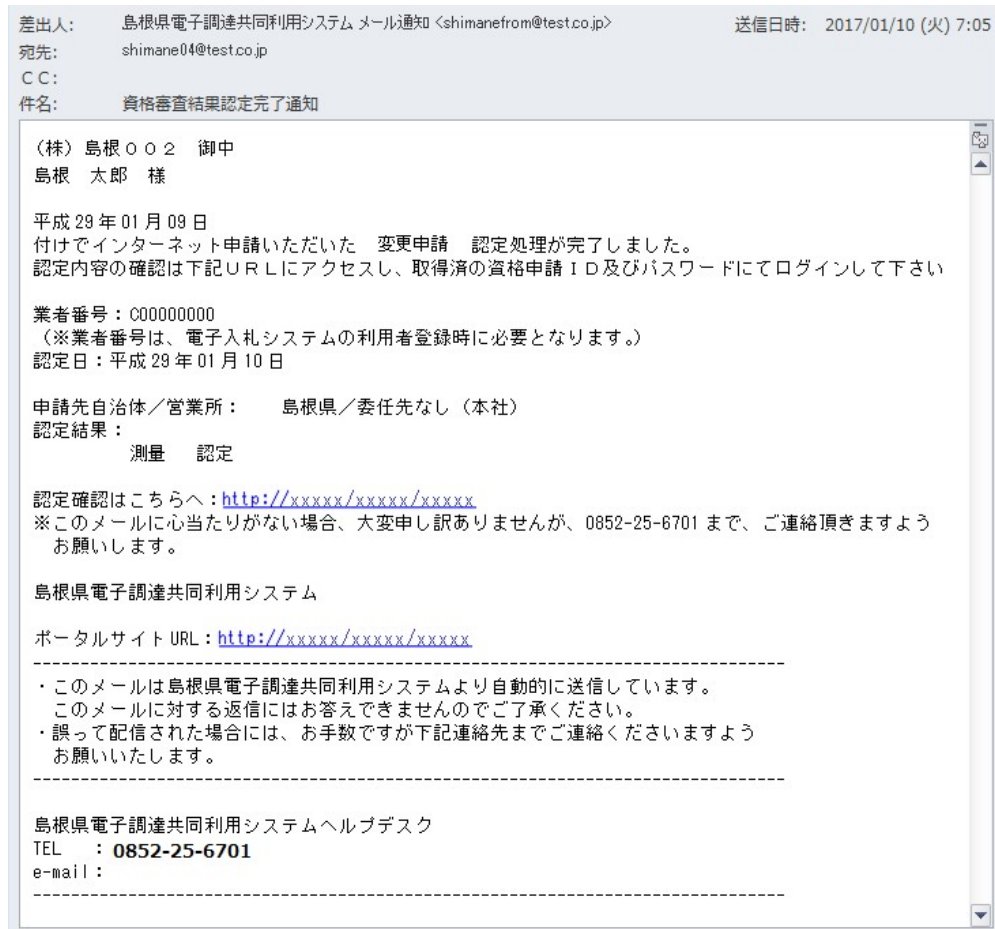 差出人: 島根県電子調達共同利用システム メール通知 <shimanefrom@test.co.jp> 送信日時: 2017/01/10 (火) 7:05
宛先: shimane04@test.co.jp
CC:
件名: 資格審査結果認定完了通知
(株)島根００２ 御中
島根 太郎 様
平成29年01月09日
付けでインターネット申請いただいた 変更申請 認定処理が完了しました。
認定内容の確認は下記ＵＲＬにアクセスし、取得済の資格申請ＩＤ及びパスワードにてログインして下さい
業者番号：C00000000
（※業者番号は、電子入札システムの利用者登録時に必要となります。）
認定日：平成29年01月10日
申請先自治体／営業所： 島根県／委任先なし（本社）
認定結果：
測量 認定
認定確認はこちらへ：http://xxxxx/xxxxx/xxxxx
※このメールに心当たりがない場合、大変申し訳ありませんが、0852-25-6701まで、ご連絡頂きますよう
お願いします。
島根県電子調達共同利用システム
ポータルサイトURL：http://xxxxx/xxxxx/xxxxx
--------------------------------------------------------------------------------
・このメールは島根県電子調達共同利用システムより自動的に送信しています。
このメールに対する返信にはお答えできませんのでご了承ください。
・誤って配信された場合には、お手数ですが下記連絡先までご連絡くださいますよう
お願いいたします。
--------------------------------------------------------------------------------
島根県電子調達共同利用システムヘルプデスク
TEL ：0852-25-6701
e-mail：
--------------------------------------------------------------------------------